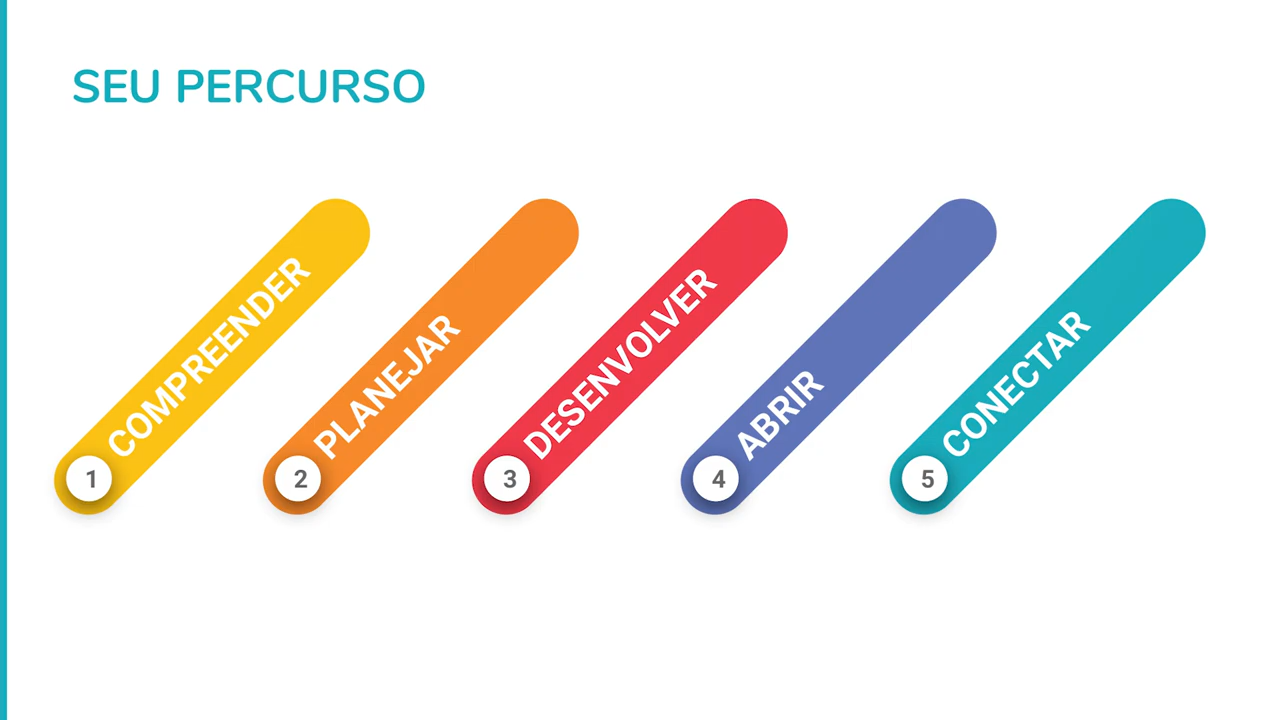 SEU PERCURSO
1 COMPREENDER
2 PLANEJAR
3 DESENVOLVER
4 ABRIR
5 CONECTAR